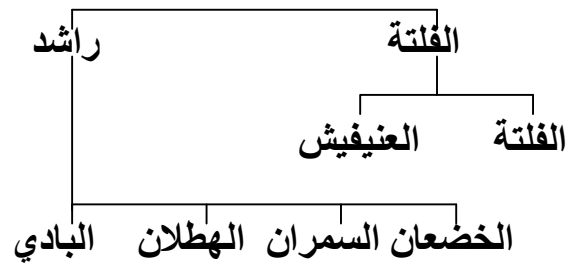 الفلتة راشد
الفلتة العنيفيش
الخضعان السمران الهطلان البادي